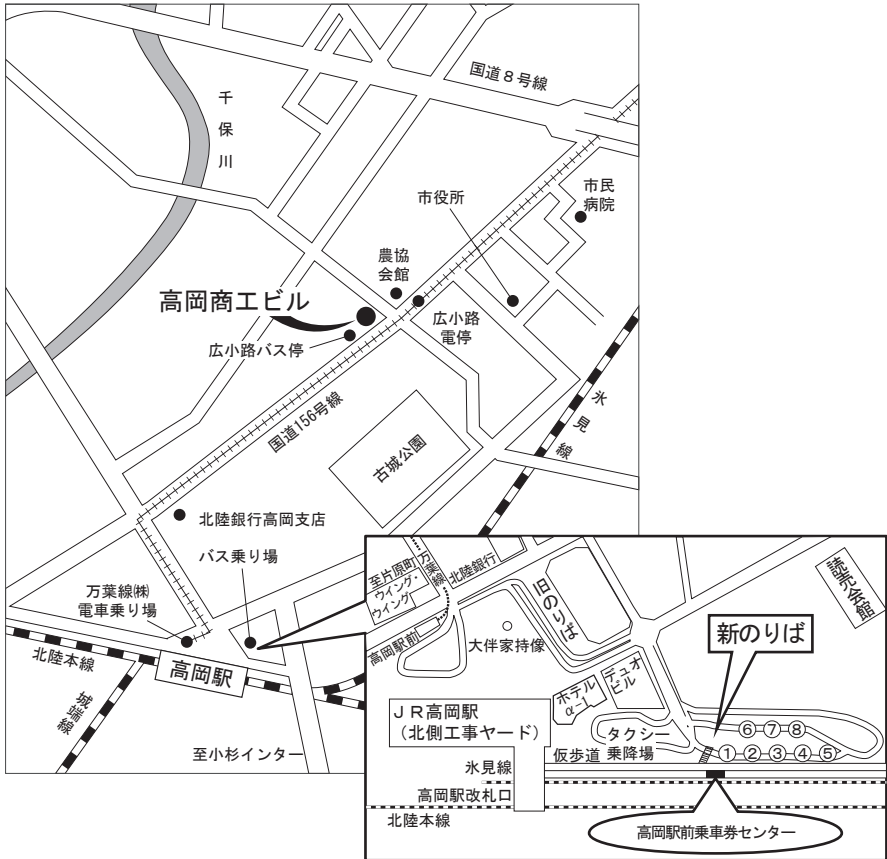 国道8号線
千保川
市民
病院
市役所
農協
会館
高岡商工ビル
広小路
電停
広小路バス停
氷見線
国道156号線
古城公園
北陸銀行高岡支店
バス乗り場
万葉線㈱
電車乗り場
北陸本線
高岡駅
城端線
至小杉インター
至片原町
万葉線
北陸銀行
ウイング・
ウイング
高岡駅前
旧のりば
大伴家持像
読売会館
新のりば
デュオ
ビル
ホテル
α-1
JR高岡駅
(北側工事ヤード)
タクシー
乗降場
仮歩道
⑥⑦⑧
①②③④⑤
氷見線
高岡駅改札口
北陸本線
高岡駅前乗車券センター